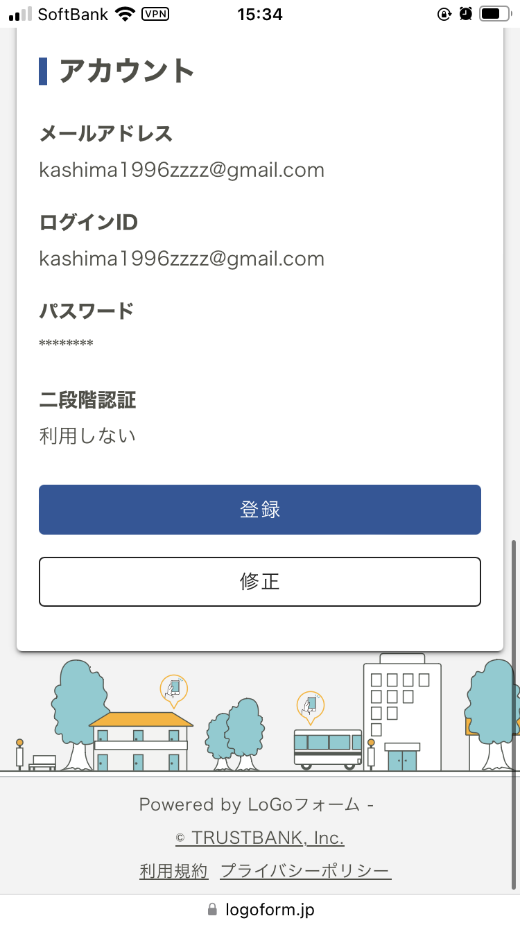 SoftBank VPN 15:34
アカウント
メールアドレス
kashima1996zzzz@gmail.com
ログインID
kashima1996zzzz@gmail.com
パスワード
********
二段階認証
利用しない
登録
修正
Powered by LoGoフォーム -
© TRUSTBANK, Inc.
利用規約 プライバシーポリシー
logoform.jp